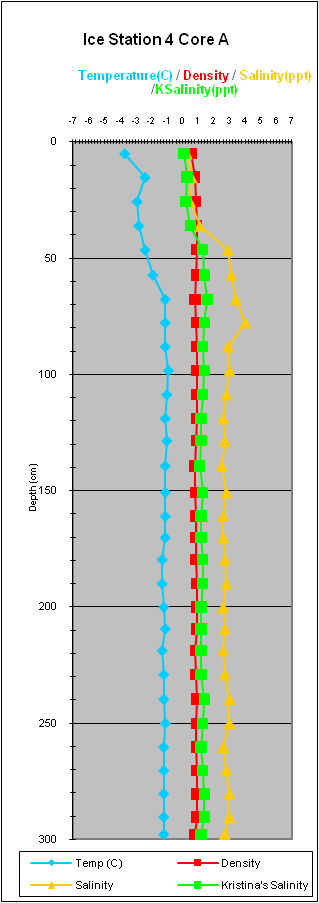 Ice Station 4 Core A
Temperature(C) / Density / Salinity(ppt)
/KSalinity(ppt)
-7 -6 -5 -4 -3 -2 -1 0 1 2 3 4 5 6 7
0
50
100
150
200
250
300
Depth (cm)
Temp (C) Density
Salinity Kristina's Salinity